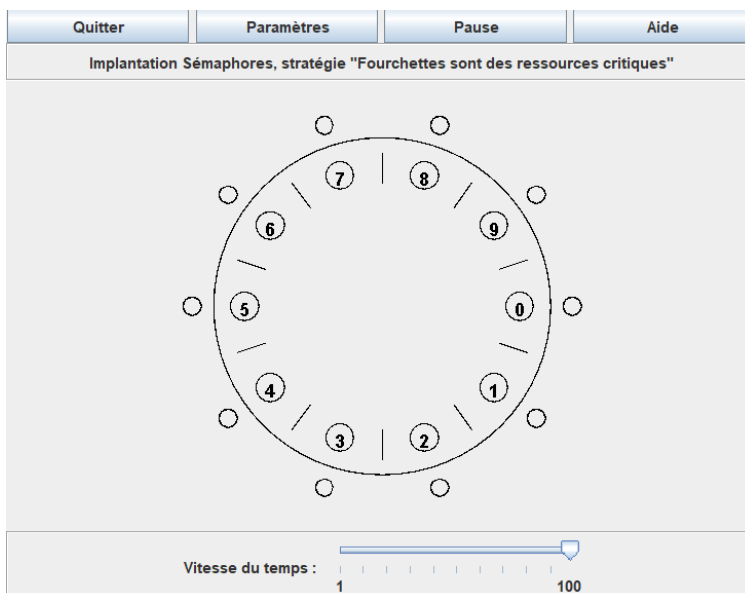 Quitter Paramètres Pause Aide
Implantation Sémaphores, stratégie "Fourchettes sont des ressources critiques"
7 8
6 9
5 0
4 1
3 2
Vitesse du temps :
1 100